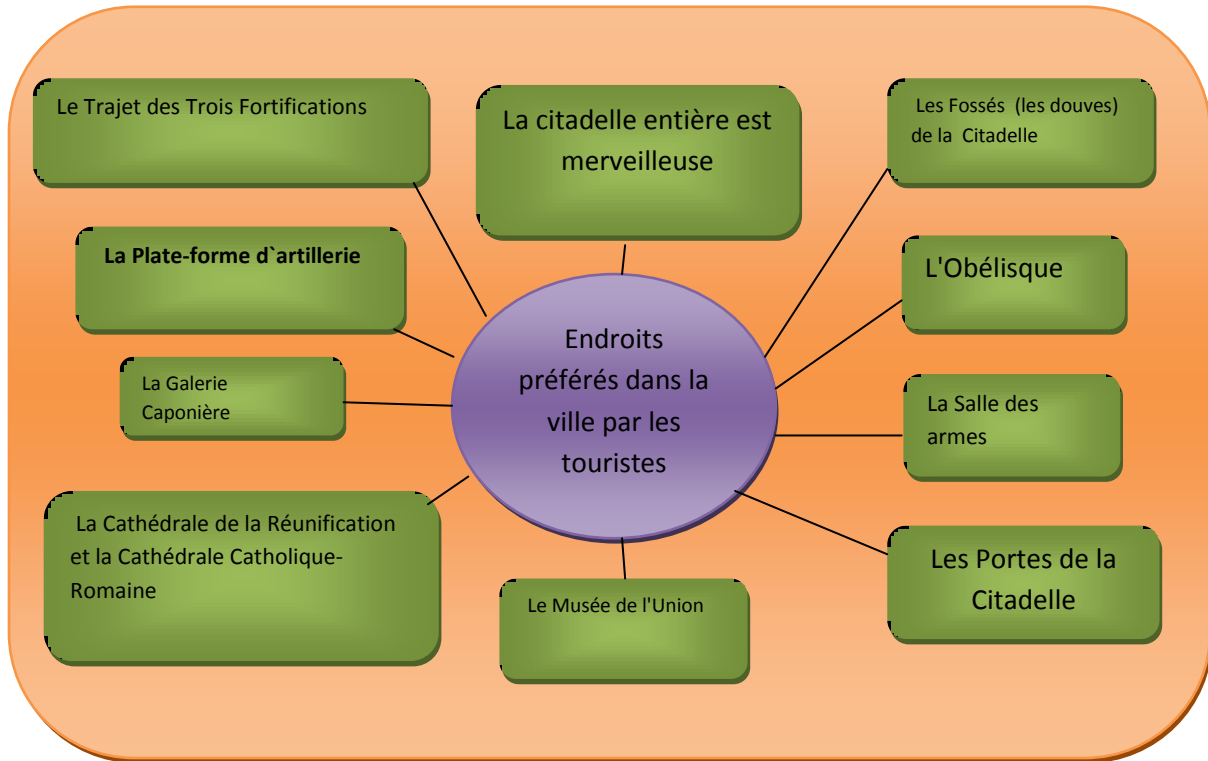 Le Trajet des Trois Fortifications
La citadelle entière est
merveilleuse
Les Fossés (les douves)
de la Citadelle
La Plate-forme d`artillerie
L'Obélisque
Endroits
préférés dans la
ville par les
touristes
La Galerie
Caponière
La Salle des
armes
La Cathédrale de la Réunification
et la Cathédrale Catholique-
Romaine
Le Musée de l'Union
Les Portes de la
Citadelle